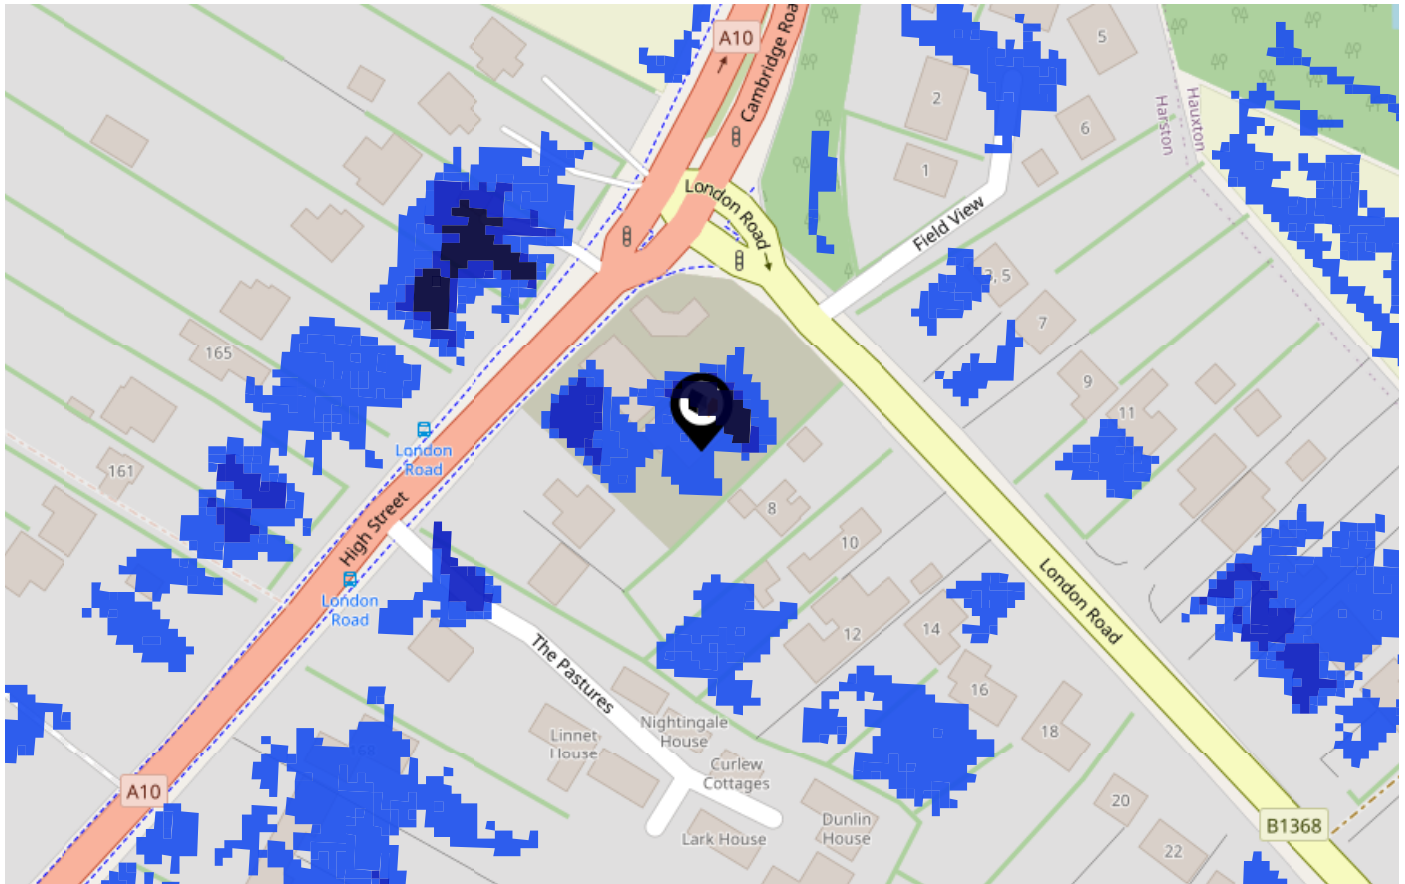 A10
Cambridge Roa
5
2
6
Harston
Hauxton
1
London Road
Field View
3, 5
7
165
9
11
London
Road
161
High Street
8
10
London
Road
London Road
12
14
The Pastures
16
Nightingale
House
18
Linnet
House
168
Curlew
Cottages
A10
20
Dunlin
House
B1368
Lark House
22